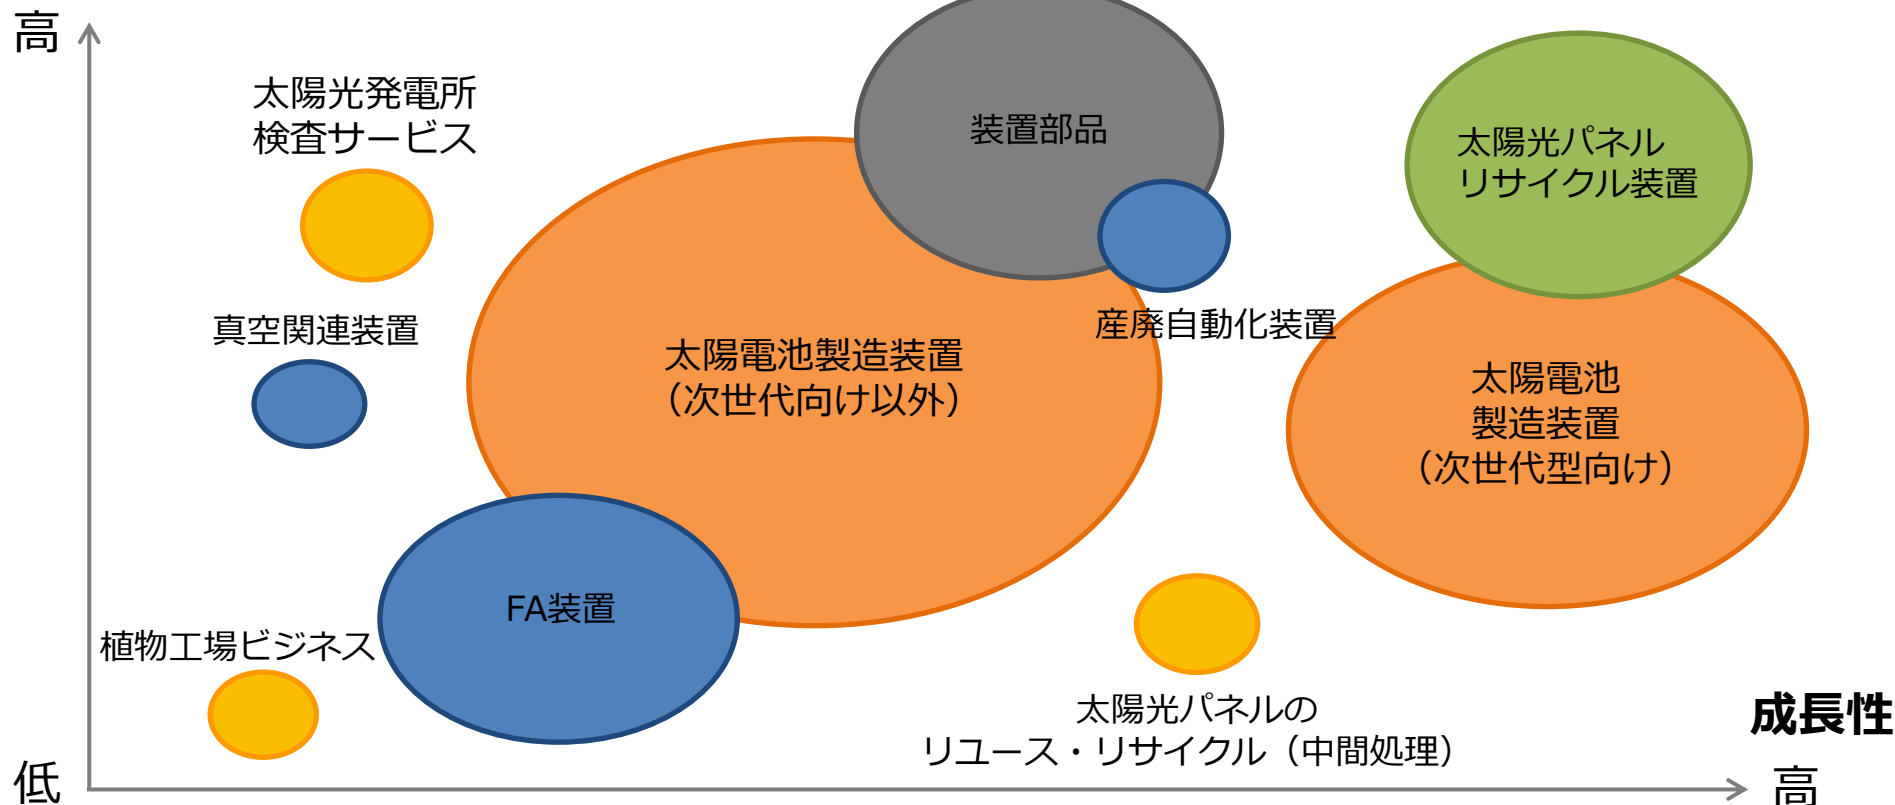 高
太陽光発電所
検査サービス
装置部品
太陽光パネル
リサイクル装置
真空関連装置
産廃自動化装置
太陽電池製造装置
（次世代向け以外）
太陽電池
製造装置
（次世代型向け）
FA装置
植物工場ビジネス
太陽光パネルの
リユース・リサイクル（中間処理）
成長性
低
高